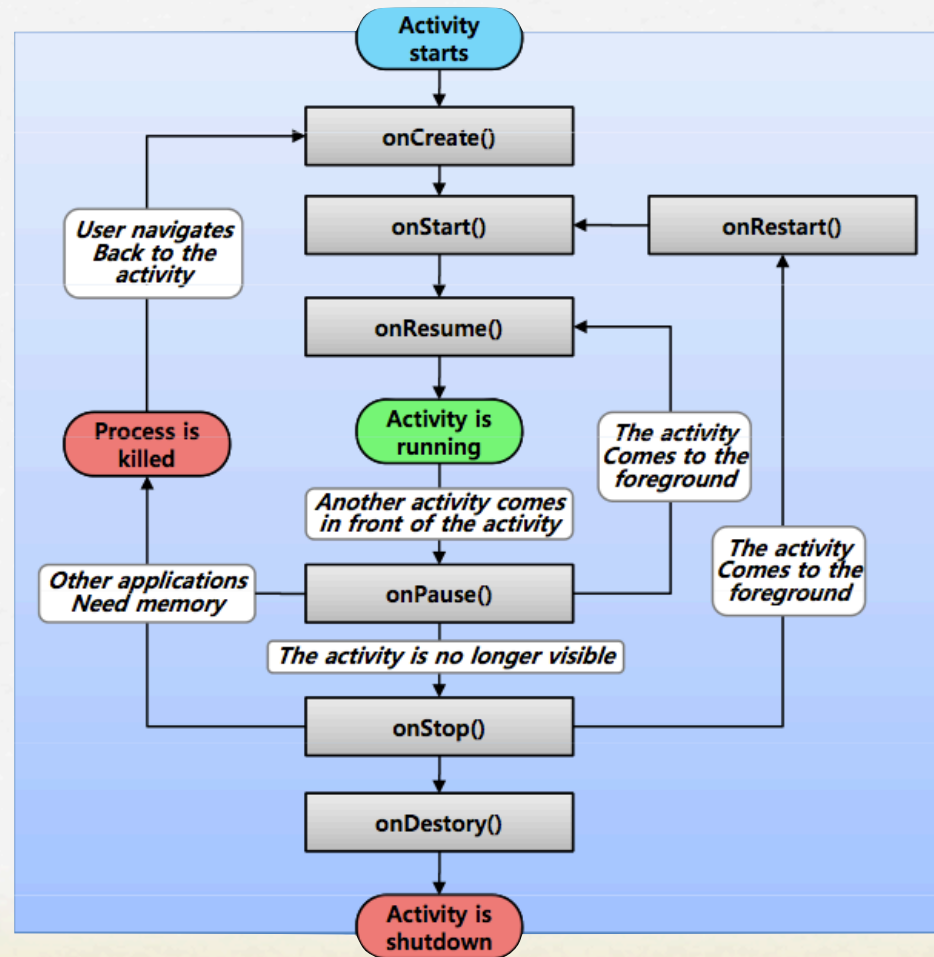 Activity
starts
onCreate()
User navigates
Back to the
activity
onStart()
onRestart()
onResume()
Process is
killed
Activity is
running
The activity
Comes to the
foreground
Another activity comes
in front of the activity
The activity
Comes to the
foreground
Other applications
Need memory
onPause()
The activity is no longer visible
onStop()
onDestory()
Activity is
shutdown